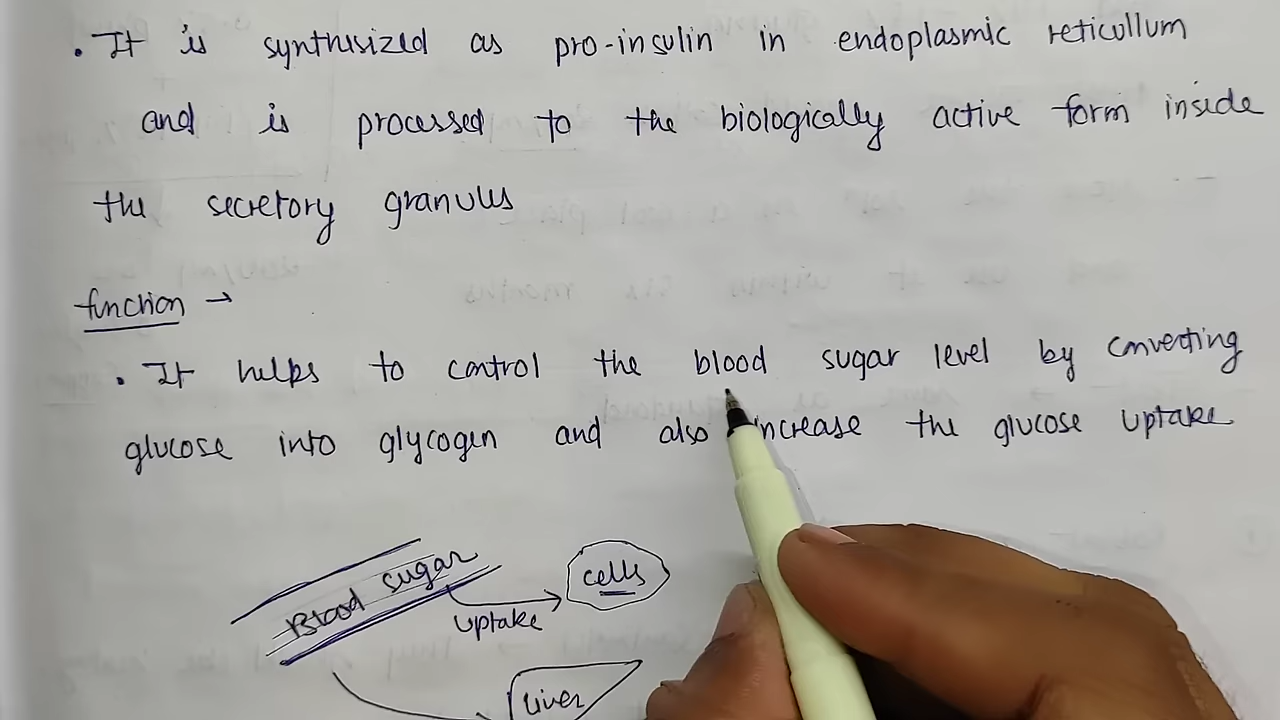 . It is synthisized as pro-insulin in endoplasmic reticullum
and is processed to the biologically active form inside
the secretory granules
function →
. It helps to control the blood sugar level by converting
glucose into glycogen and also increase the glucose uptake
Blood sugar
cells
uptake
liver